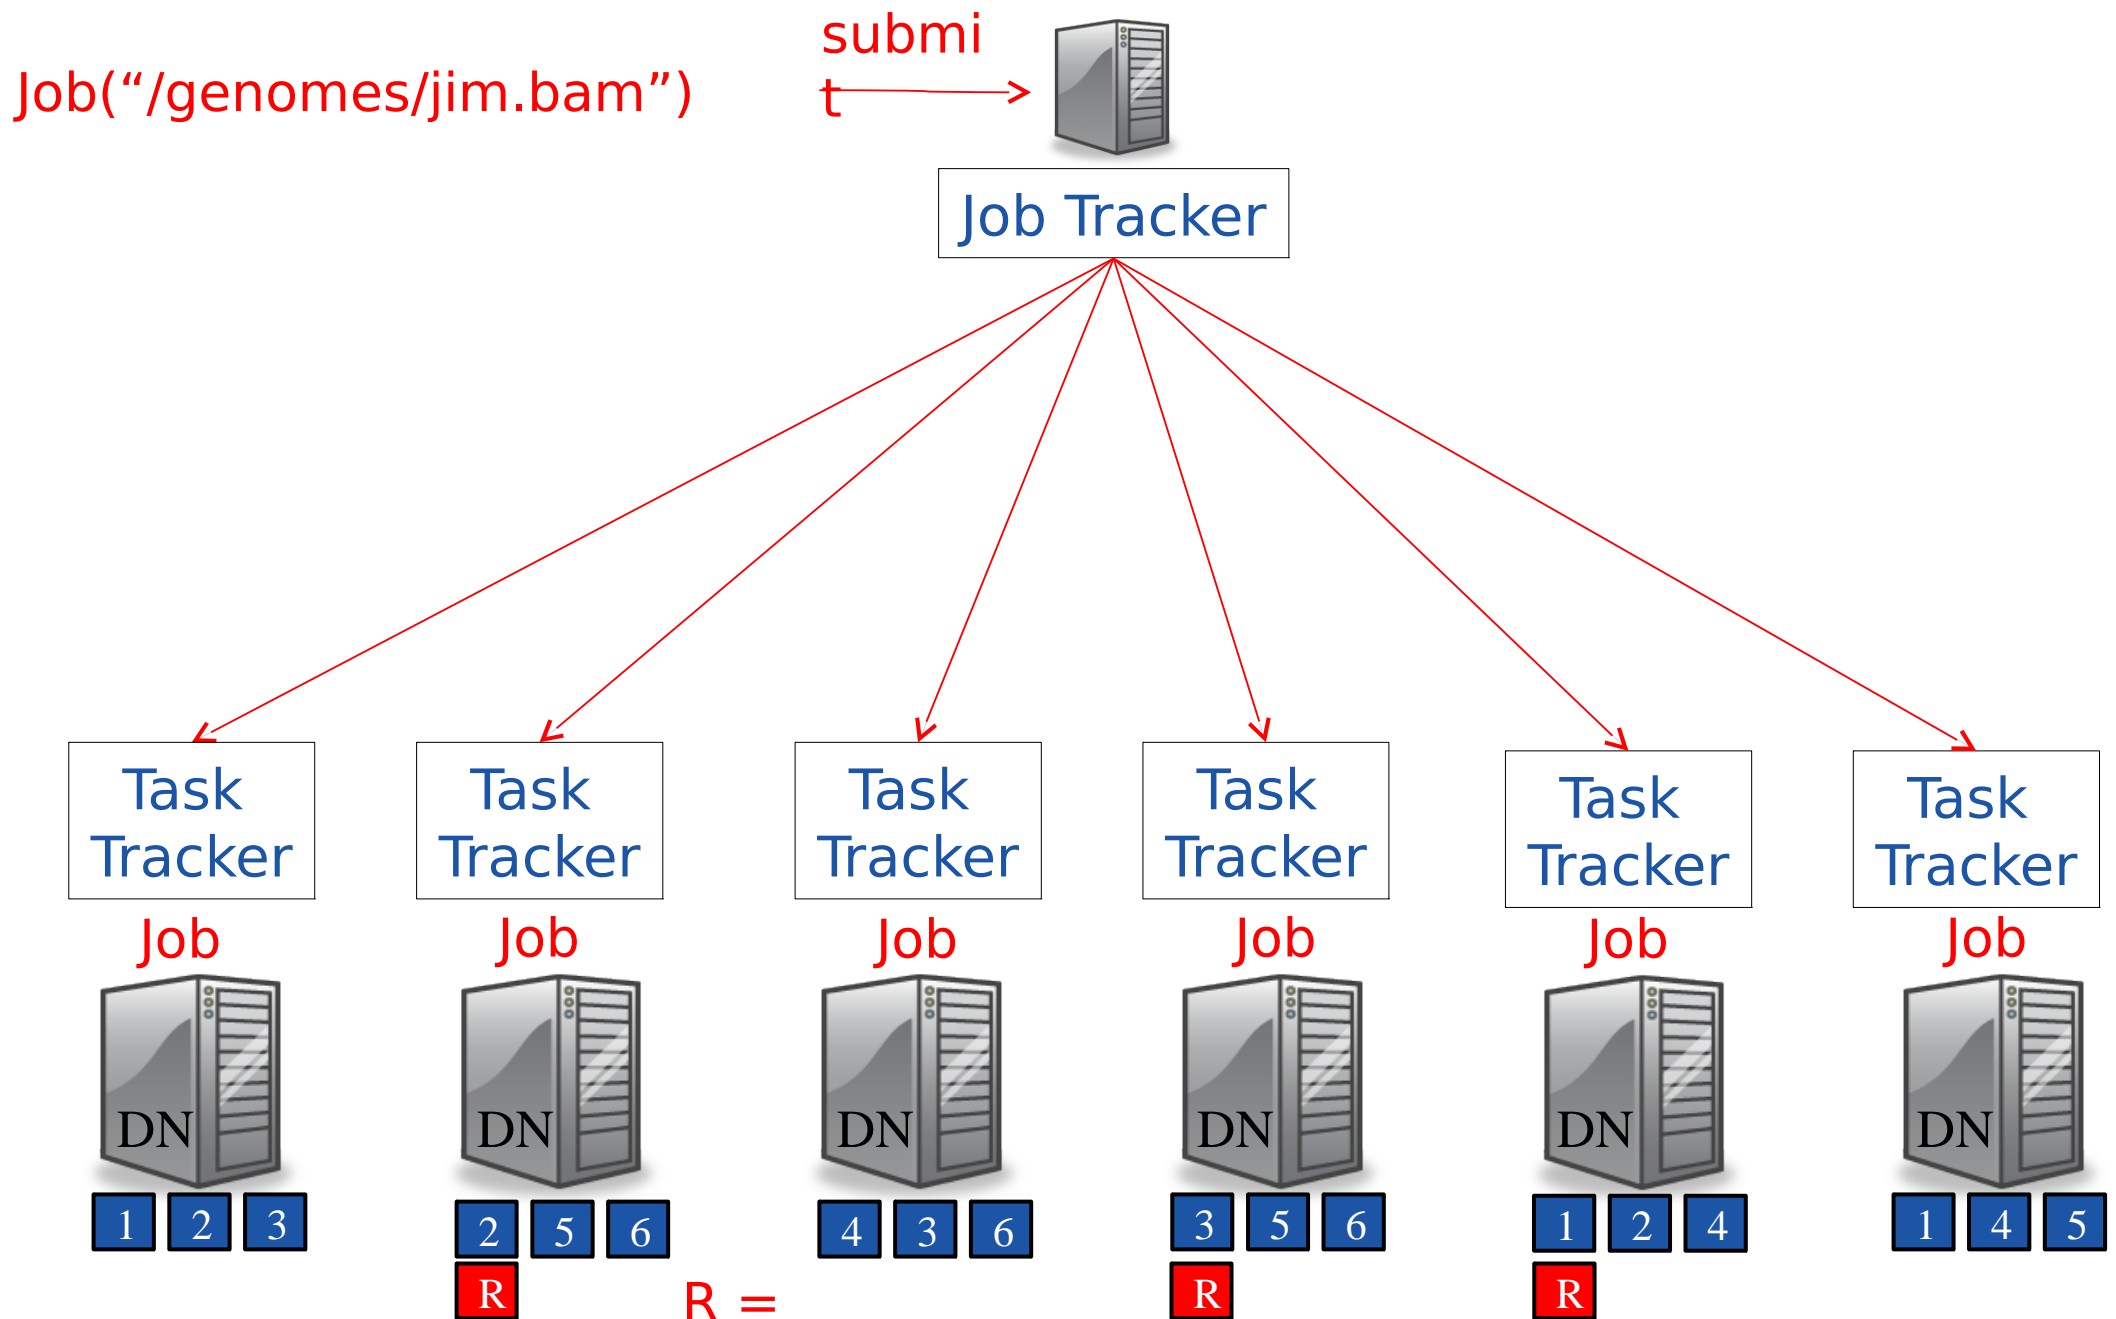 submi
Job(“/genomes/jim.bam”) t
Job Tracker
Task Task Task Task Task Task
Tracker Tracker Tracker Tracker Tracker Tracker
Job Job Job Job Job Job
DN DN DN DN DN DN
1 2 3 2 5 6 4 3 6 3 5 6 1 2 4 1 4 5
R R = R R